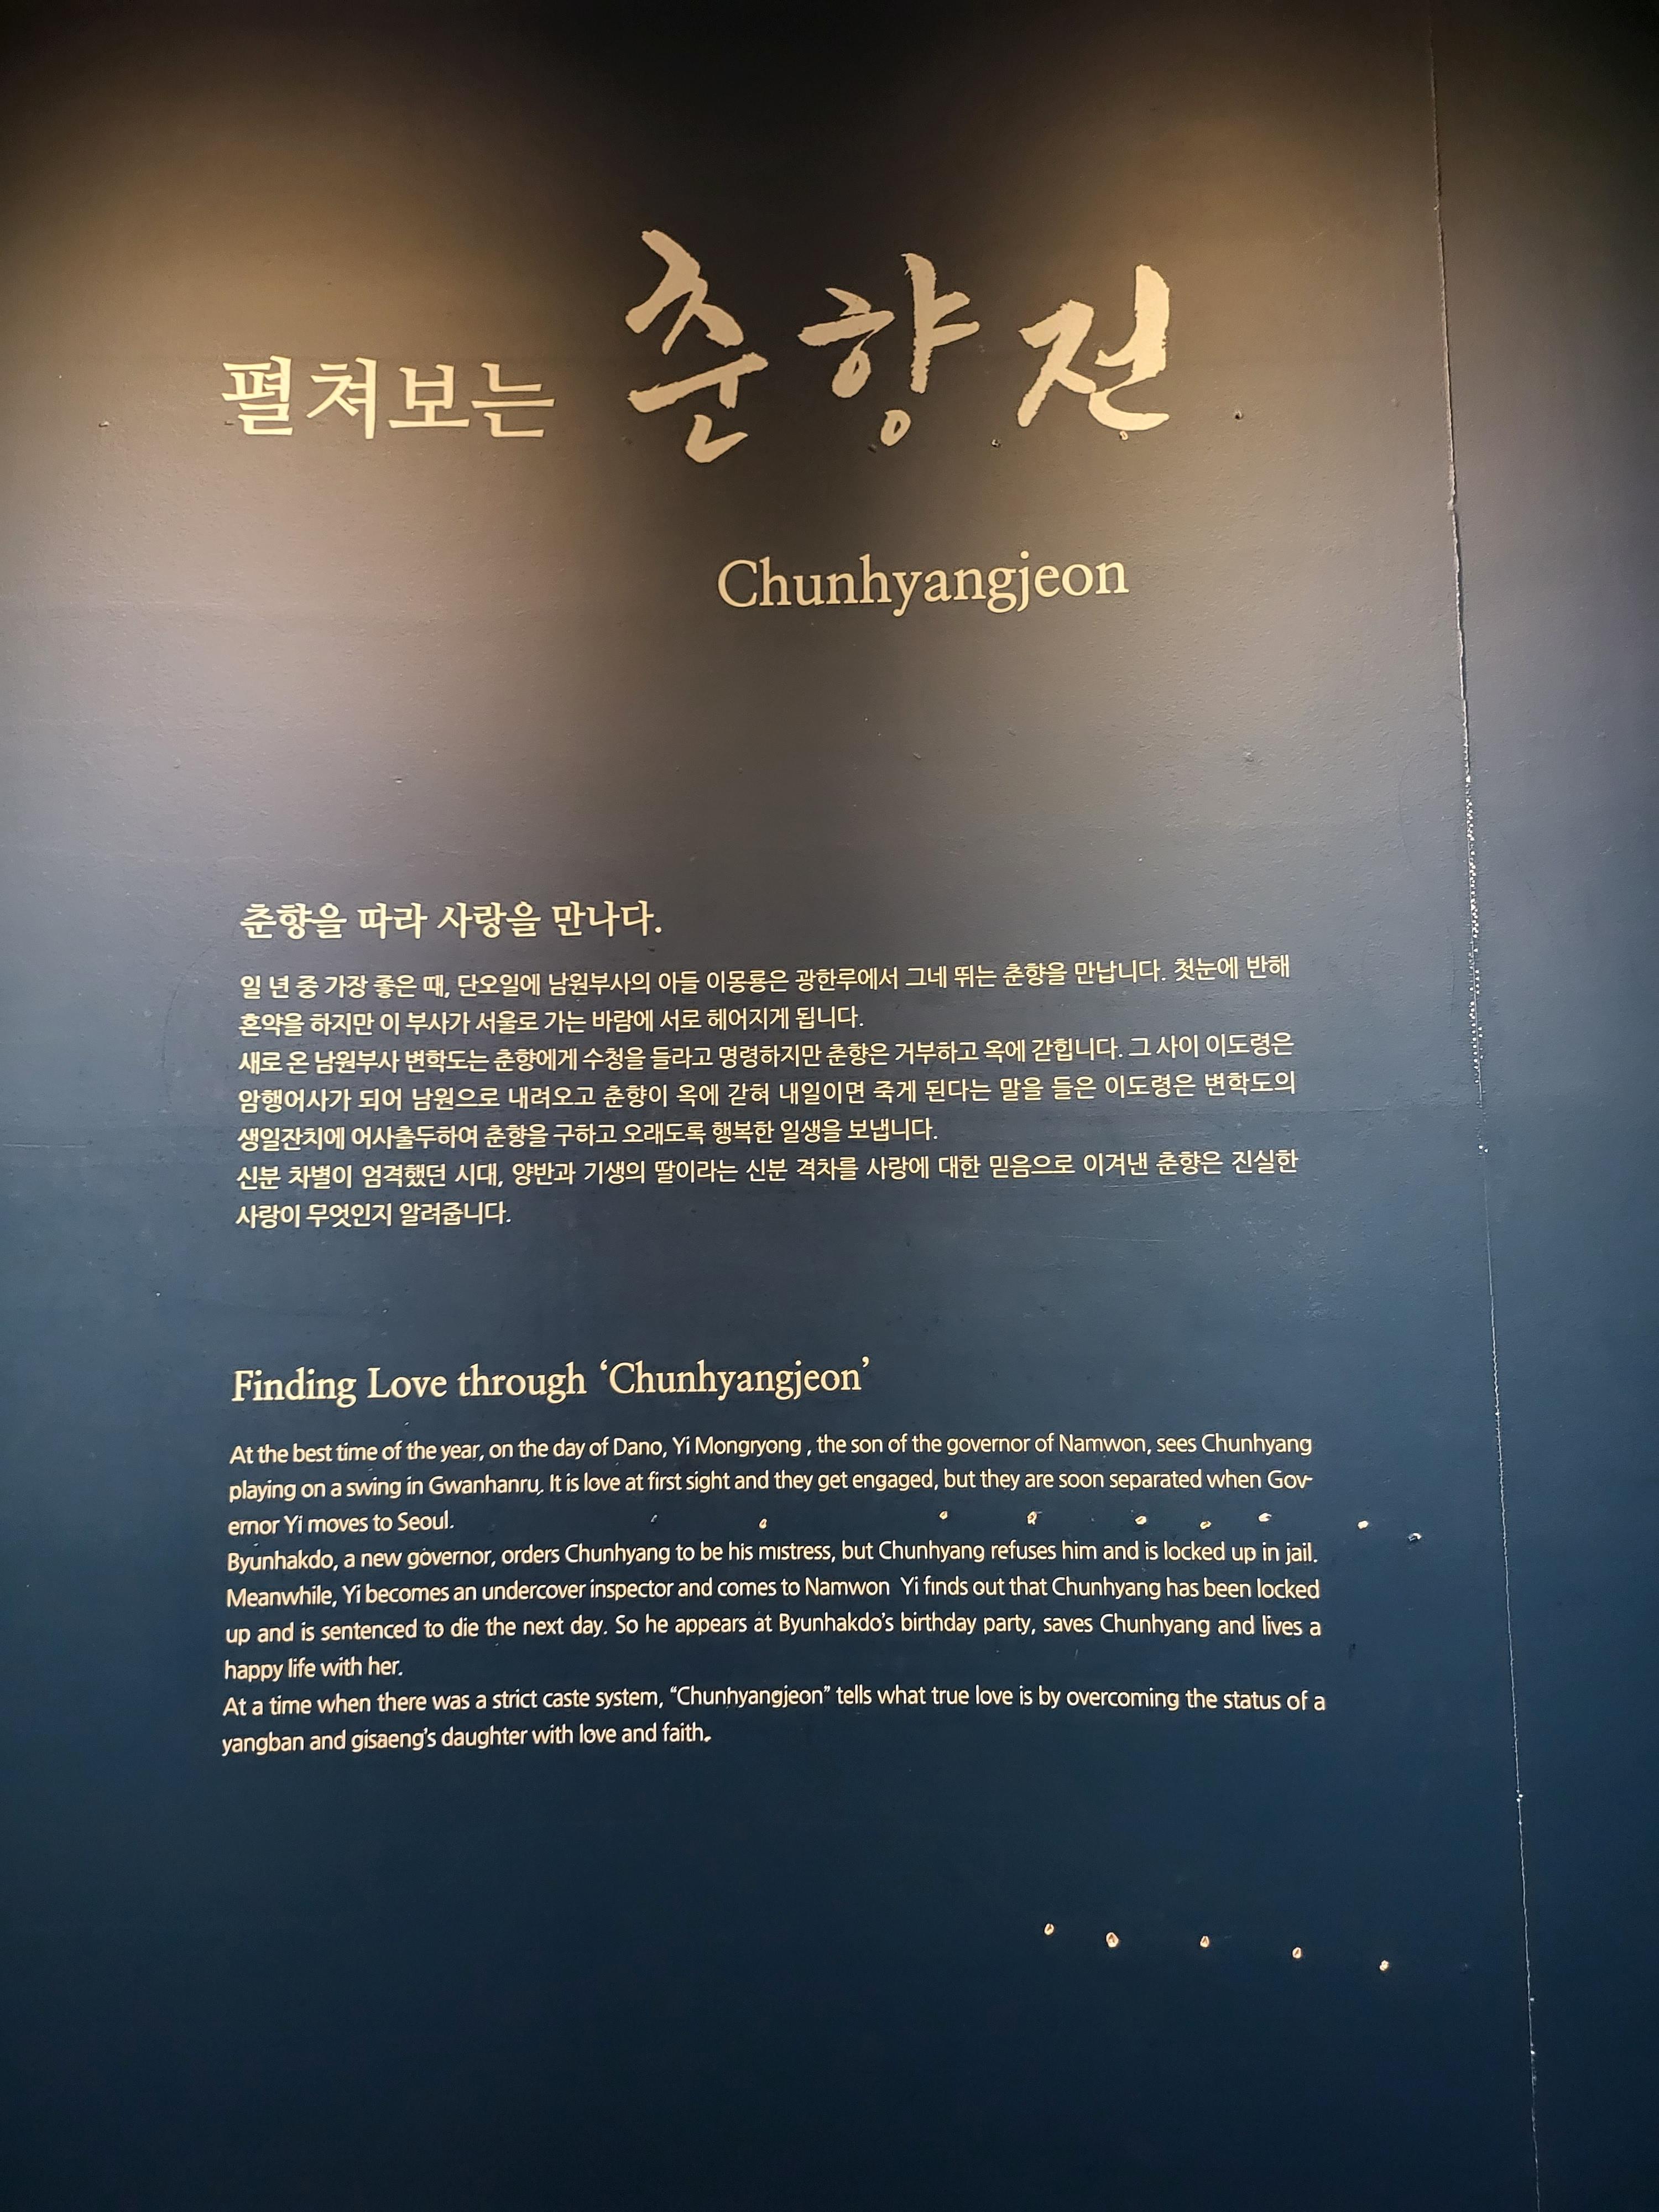 펼쳐보는 춘향전
Chunhyangjeon
춘향을 따라 사랑을 만나다.
일 년 중 가장 좋은 때, 단오일에 남원부사의 아들 이몽룡은 광한루에서 그네 뛰는 춘향을 만납니다. 첫눈에 반해
혼약을 하지만 이 부사가 서울로 가는 바람에 서로 헤어지게 됩니다.
새로 온 남원부사 변학도는 춘향에게 수청을 들라고 명령하지만 춘향은 거부하고 옥에 갇힙니다. 그 사이 이도령은
암행어사가 되어 남원으로 내려오고 춘향이 옥에 갇혀 내일이면 죽게 된다는 말을 들은 이도령은 변학도의
생일잔치에 어사출두하여 춘향을 구하고 오래도록 행복한 일생을 보냅니다.
신분 차별이 엄격했던 시대, 양반과 기생의 딸이라는 신분 격차를 사랑에 대한 믿음으로 이겨낸 춘향은 진실한
사랑이 무엇인지 알려줍니다.
Finding Love through ‘Chunhyangjeon’
At the best time of the year, on the day of Dano, Yi Mongryong , the son of the governor of Namwon, sees Chunhyang
playing on a swing in Gwanhanru. It is love at first sight and they get engaged, but they are soon separated when Gov-
ernor Yi moves to Seoul.
Byunhakdo, a new governor, orders Chunhyang to be his mistress, but Chunhyang refuses him and is locked up in jail.
Meanwhile, Yi becomes an undercover inspector and comes to Namwon Yi finds out that Chunhyang has been locked
up and is sentenced to die the next day. So he appears at Byunhakdo’s birthday party, saves Chunhyang and lives a
happy life with her.
At a time when there was a strict caste system, “Chunhyangjeon” tells what true love is by overcoming the status of a
yangban and gisaeng’s daughter with love and faith.